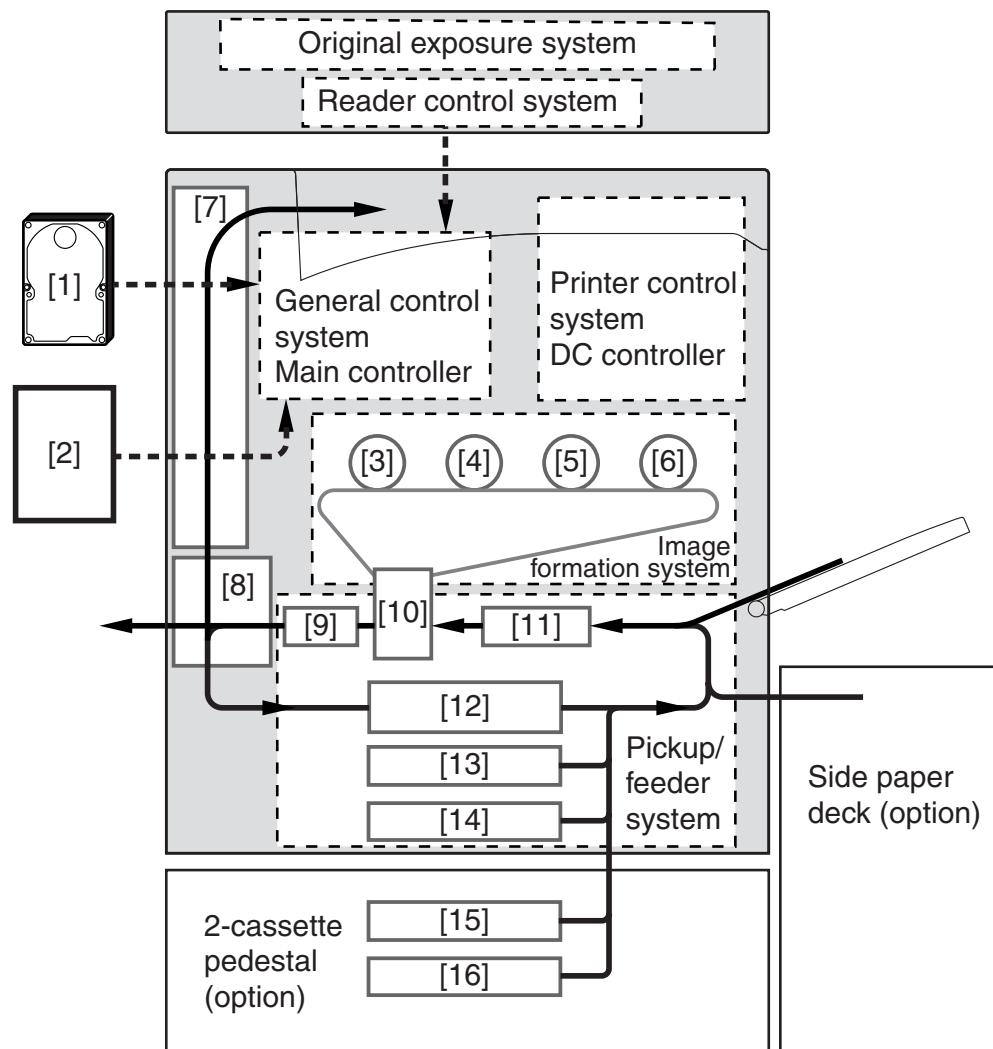 Original exposure system
Reader control system
[7]
[1]
General control
system
Main controller
Printer control
system
DC controller
[2]
[3]
[4]
[5]
[6]
Image
formation system
[8]
[9]
[10]
[11]
[12]
[13]
[14]
Pickup/
feeder
system
Side paper
deck (option)
2-cassette
pedestal
(option)
[15]
[16]